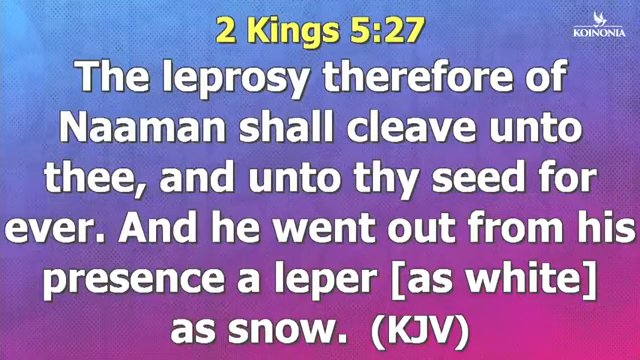 2 Kings 5:27
KOINONIA
The leprosy therefore of
Naaman shall cleave unto
thee, and unto thy seed for
ever. And he went out from his
presence a leper [as white]
as snow. (KJV)